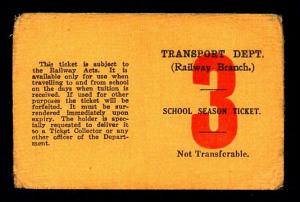 This ticket is subject to
the Railway Acts. It is
available only for use when
travelling to and from school
on the days when tuition is
received. If used for other
purposes the ticket will be
forfeited. It must be sur-
rendered immediately upon
expiry. The holder is spec-
ially requested to deliver it
to a Ticket Collector or any
other officer of the Depart-
ment.
TRANSPORT DEPT.
(Railway Branch.)
3
SCHOOL SEASON TICKET.
Not Transferable.